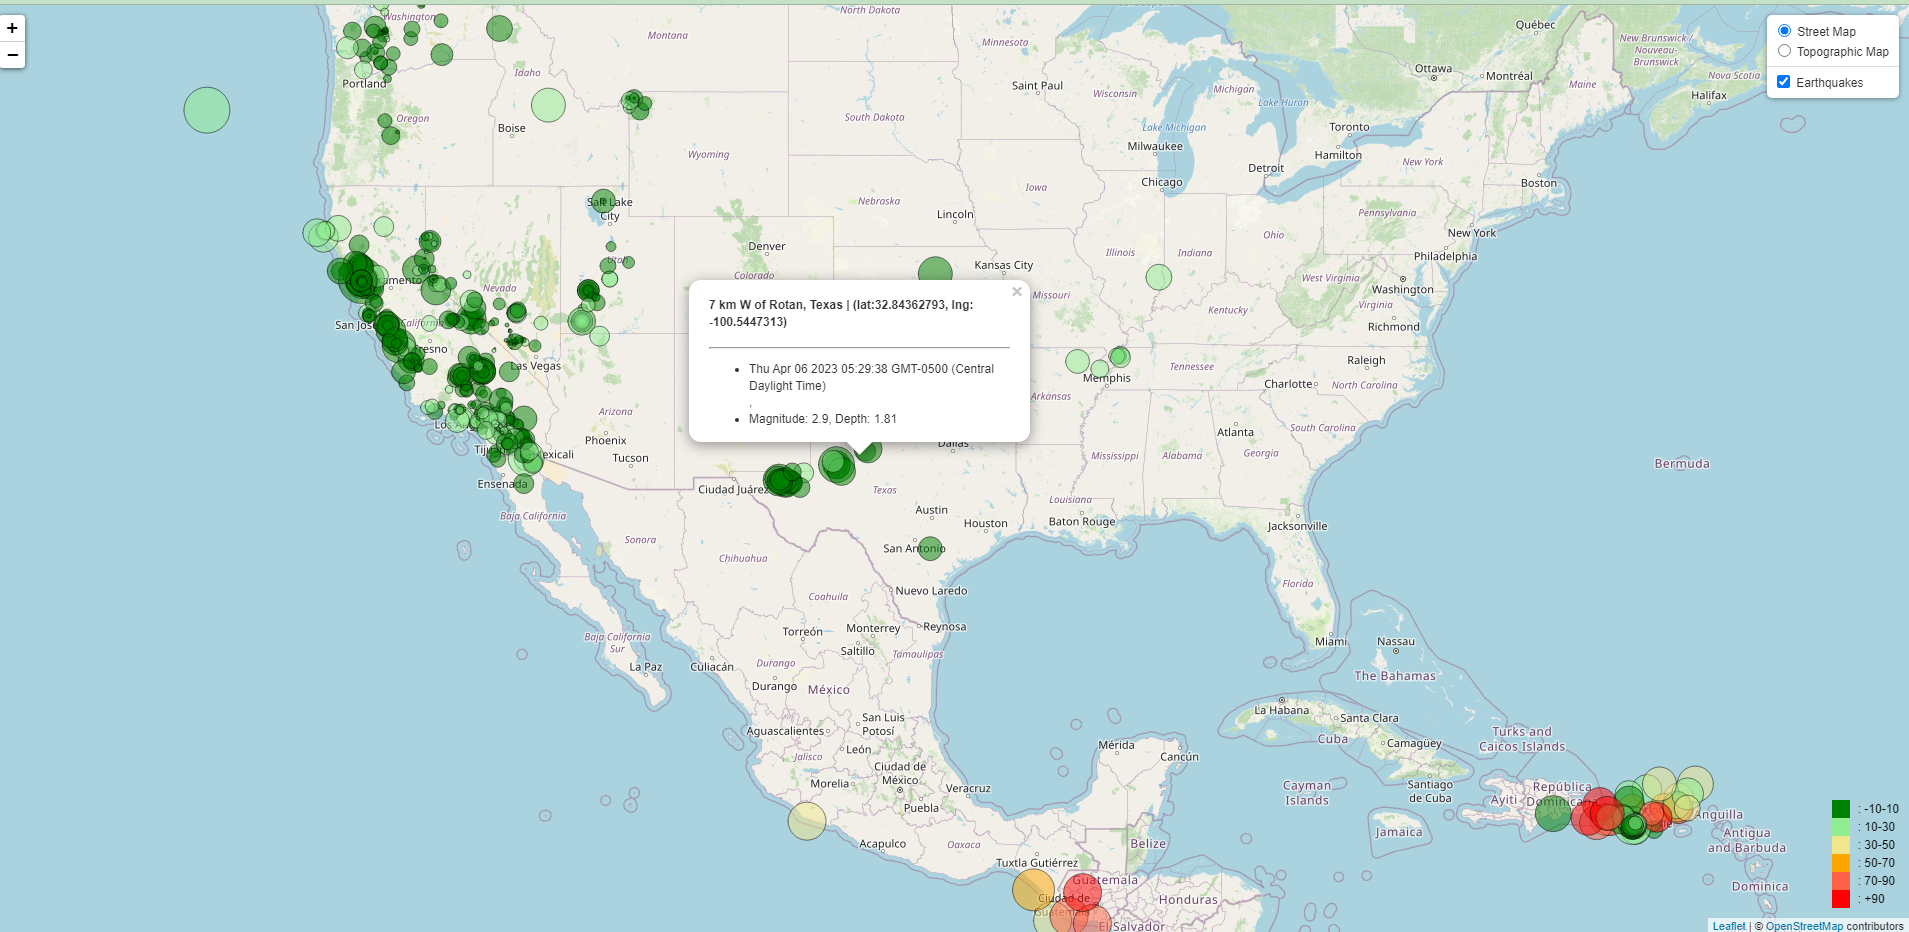 +
−
Street Map
Topographic Map
Earthquakes
Washington
North Dakota
Montana
Minnesota
Québec
New Brunswick /
Nouveau-
Brunswick
Nova Scotia
Halifax
Ottawa
Montréal
Maine
Portland
Oregon
Idaho
Boise
Saint Paul
Wisconsin
Michigan
Lake Huron
South Dakota
Lake Michigan
Toronto
Hamilton
Milwaukee
Wyoming
Detroit
New York
Chicago
Boston
Iowa
Salt Lake
City
Nebraska
Lincoln
Pennsylvania
New York
Ohio
Denver
Utah
Illinois
Indiana
Philadelphia
Kansas City
Colorado
West Virginia
Washington
Nevada
Missouri
Virginia
Kentucky
Richmond
San José
California
7 km W of Rotan, Texas | (lat:32.84362793, lng:
-100.5447313)
×
Thu Apr 06 2023 05:29:38 GMT-0500 (Central
Daylight Time)
,
Magnitude: 2.9, Depth: 1.81
Las Vegas
Raleigh
Tennessee
Memphis
Charlotte
North Carolina
Arkansas
Arizona
Phoenix
Tucson
South Carolina
Atlanta
Georgia
Dallas
Mississippi
Alabama
Bermuda
Ensenada
Ciudad Juárez
Texas
Louisiana
Baja California
Austin
Houston
Baton Rouge
Jacksonville
Sonora
Chihuahua
San Antonio
Florida
Coahuila
Nuevo Laredo
Torreón
Monterrey
Reynosa
Saltillo
Tamaulipas
Baja California
Sur
Miami
Nassau
La Paz
Culiacán
Durango
Durango
México
The Bahamas
La Habana
Santa Clara
San Luis
Potosí
Aguascalientes
Cuba
Camagüey
Turks and
Caicos Islands
León
Jalisco
Mérida
Cancún
Ciudad de
México
Morelia
Veracruz
Puebla
Cayman
Islands
Santiago
de Cuba
Ayiti
República
Dominicana
Anguilla
Antigua
and Barbuda
Jamaica
Acapulco
Oaxaca
Belize
Tuxtla Gutiérrez
Guatemala
Ciudad de
Guatemala
Honduras
El Salvador
Dominica
: -10-10
: 10-30
: 30-50
: 50-70
: 70-90
: +90
Leaflet | © OpenStreetMap contributors